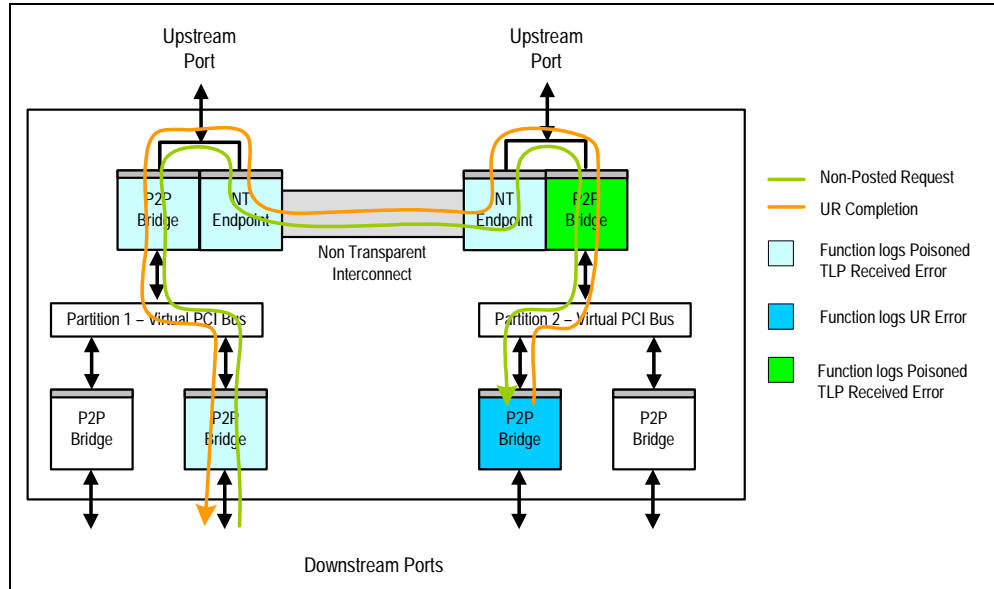 Upstream
Port
Upstream
Port
P2P
Bridge
NT
Endpoint
NT
Endpoint
P2P
Bridge
Non Transparent
Interconnect
Partition 1 – Virtual PCI Bus
Partition 2 – Virtual PCI Bus
P2P
Bridge
P2P
Bridge
P2P
Bridge
P2P
Bridge
Downstream Ports
Non-Posted Request
UR Completion
Function logs Poisoned
TLP Received Error
Function logs UR Error
Function logs Poisoned
TLP Received Error